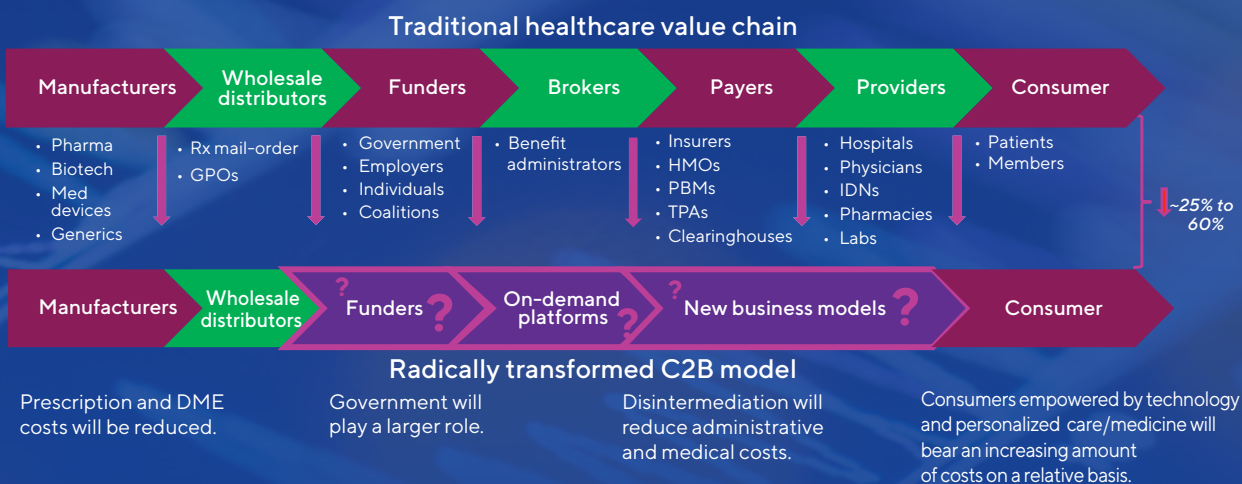 Traditional healthcare value chain
Manufacturers
Wholesale
distributors
Funders
Brokers
Payers
Providers
Consumer
• Pharma
• Biotech
• Med
devices
• Generics
• Rx mail-order
• GPOs
• Government
• Employers
• Individuals
• Coalitions
• Benefit
administrators
• Insurers
• HMOs
• PBMs
• TPAs
• Clearinghouses
• Hospitals
• Physicians
• IDNs
• Pharmacies
• Labs
• Patients
• Members
~25% to
60%
Manufacturers
Wholesale
distributors
? Funders ?
On-demand
platforms ?
? New business models ?
Consumer
Radically transformed C2B model
Prescription and DME
costs will be reduced.
Government will
play a larger role.
Disintermediation will
reduce administrative
and medical costs.
Consumers empowered by technology
and personalized care/medicine will
bear an increasing amount
of costs on a relative basis.